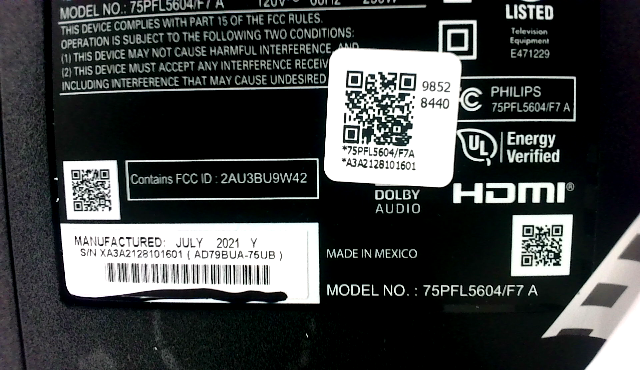 MODEL NO.: 75PFL5604/F7 A 120V~ 60Hz 250W
THIS DEVICE COMPLIES WITH PART 15 OF THE FCC RULES.
OPERATION IS SUBJECT TO THE FOLLOWING TWO CONDITIONS:
(1) THIS DEVICE MAY NOT CAUSE HARMFUL INTERFERENCE, AND
(2) THIS DEVICE MUST ACCEPT ANY INTERFERENCE
INCLUDING INTERFERENCE THAT MAY CAUSE UNDESIRED
LISTED
Television
Equipment
E471229
9852
8440
*75PFL5604/F7A
*A3A2128101601
PHILIPS
75PFL5604/F7 A
UL
Energy
Verified
Contains FCC ID : 2AU3BU9W42
DOLBY
AUDIO
HDMI®
MANUFACTURED: JULY 2021 Y
S/N XA3A2128101601 ( AD79BUA-75UB )
MADE IN MEXICO
MODEL NO. : 75PFL5604/F7 A